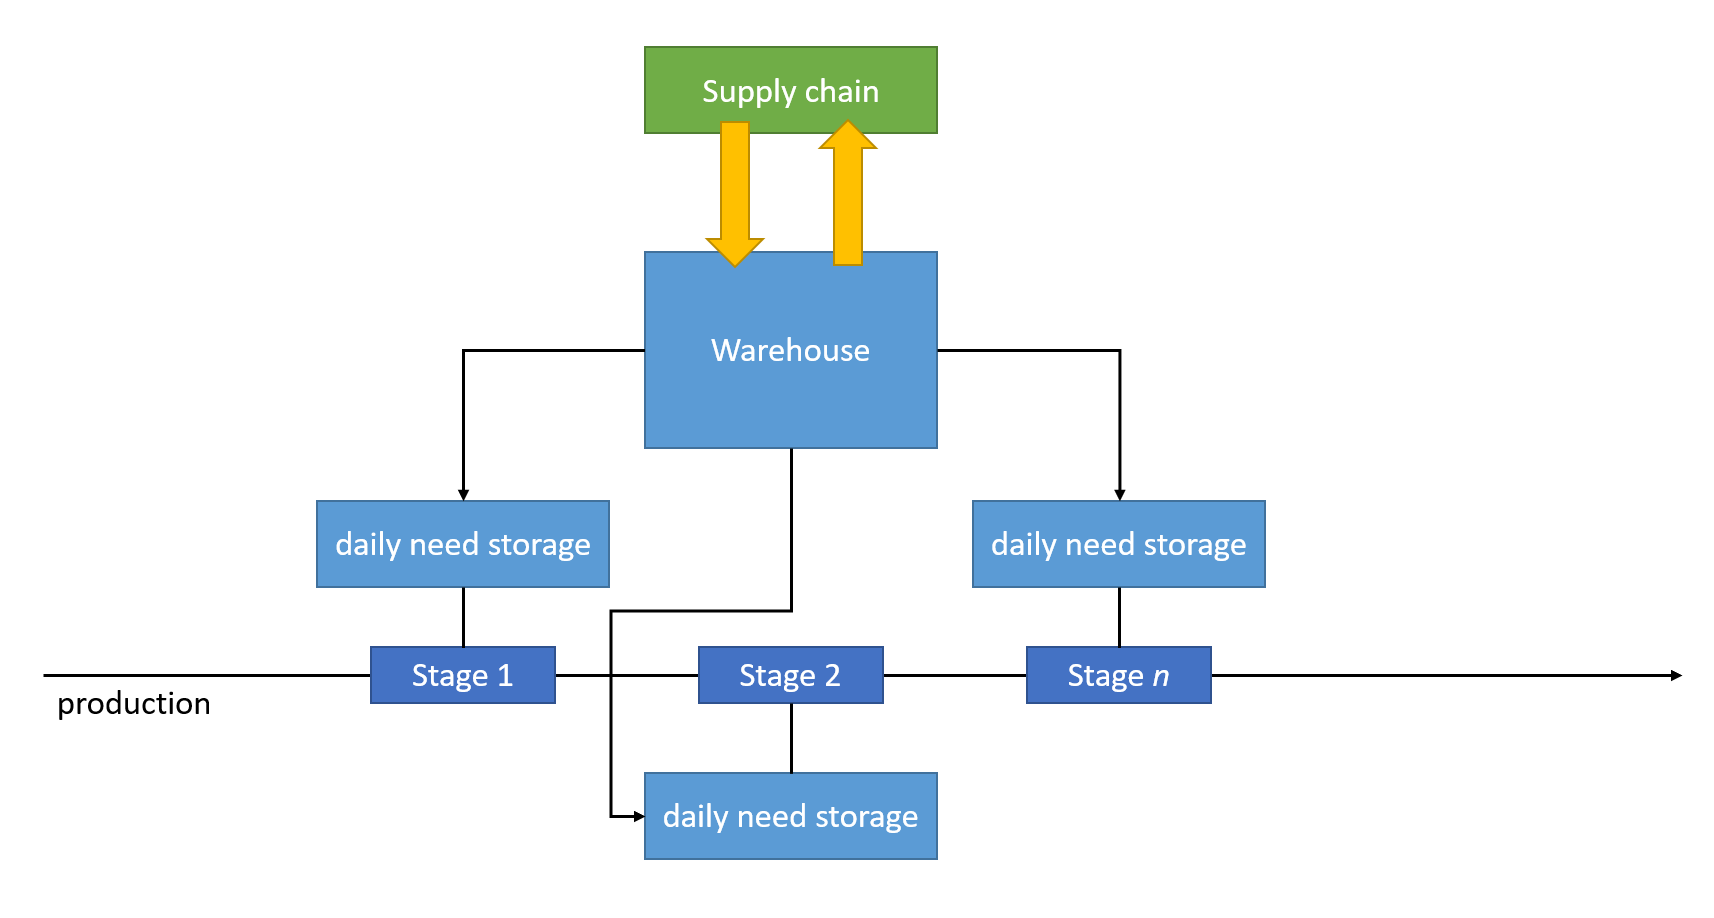 Supply chain
Warehouse
daily need storage
daily need storage
Stage 1
Stage 2
Stage n
production
daily need storage